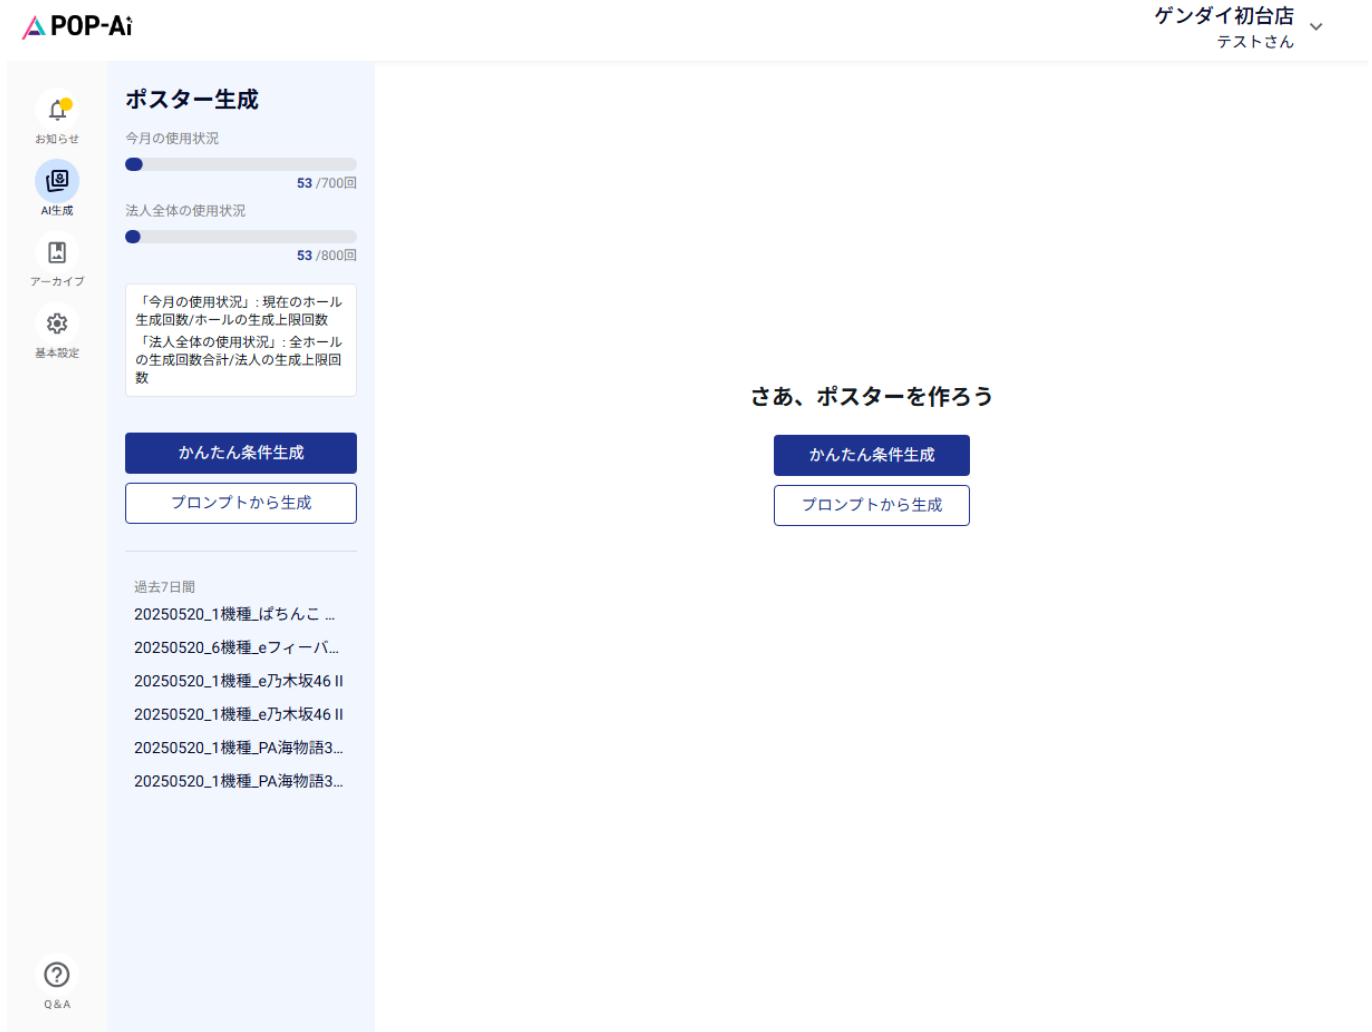 POP-Ai
ゲンダイ初台店
テストさん
お知らせ
AI生成
アーカイブ
基本設定
Q&A
ポスター生成
今月の使用状況
53 /700回
法人全体の使用状況
53 /800回
「今月の使用状況」: 現在のホール
生成回数/ホールの生成上限回数
「法人全体の使用状況」: 全ホール
の生成回数合計/法人の生成上限回
数
かんたん条件生成
プロンプトから生成
過去7日間
20250520_1機種_ぱちんこ ...
20250520_6機種_eフィーバ...
20250520_1機種_e乃木坂46 II
20250520_1機種_e乃木坂46 II
20250520_1機種_PA海物語3...
20250520_1機種_PA海物語3...
さあ、ポスターを作ろう
かんたん条件生成
プロンプトから生成